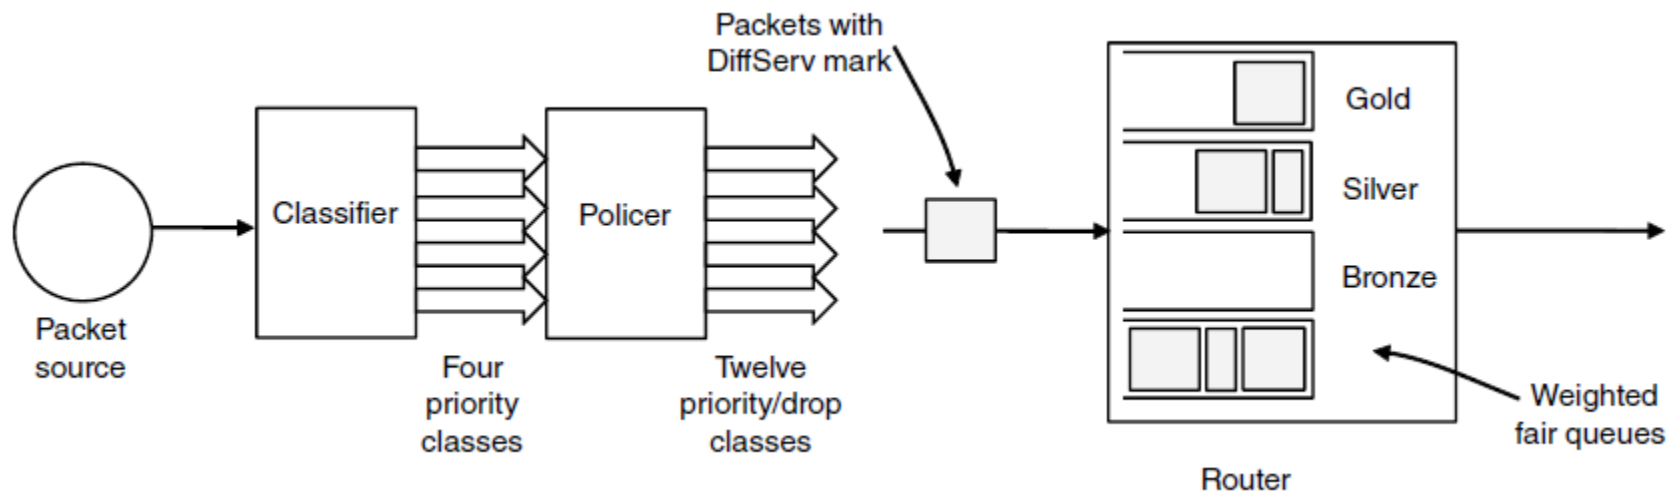 Packets with
DiffServ mark
Gold
Silver
Bronze
Classifier
Policer
Packet
source
Four
priority
classes
Twelve
priority/drop
classes
Weighted
fair queues
Router